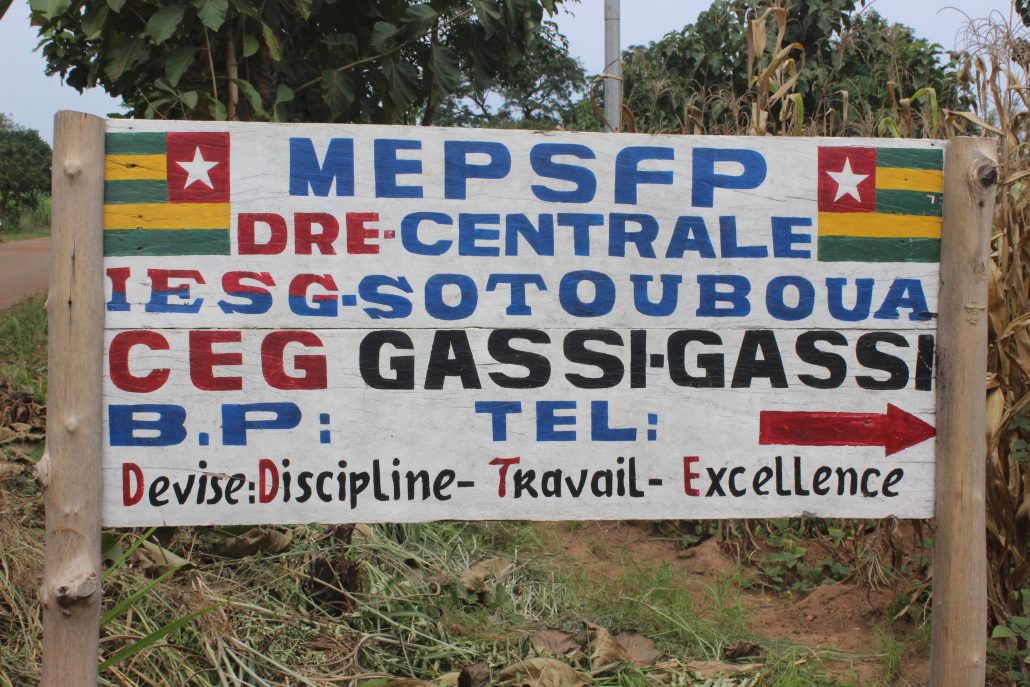 MEPSFP
DRE-CENTRALE
IESG-SOTOUBOUA
CEG GASSI-GASSI
B.P: TEL:
Devise:Discipline-Travail-Excellence